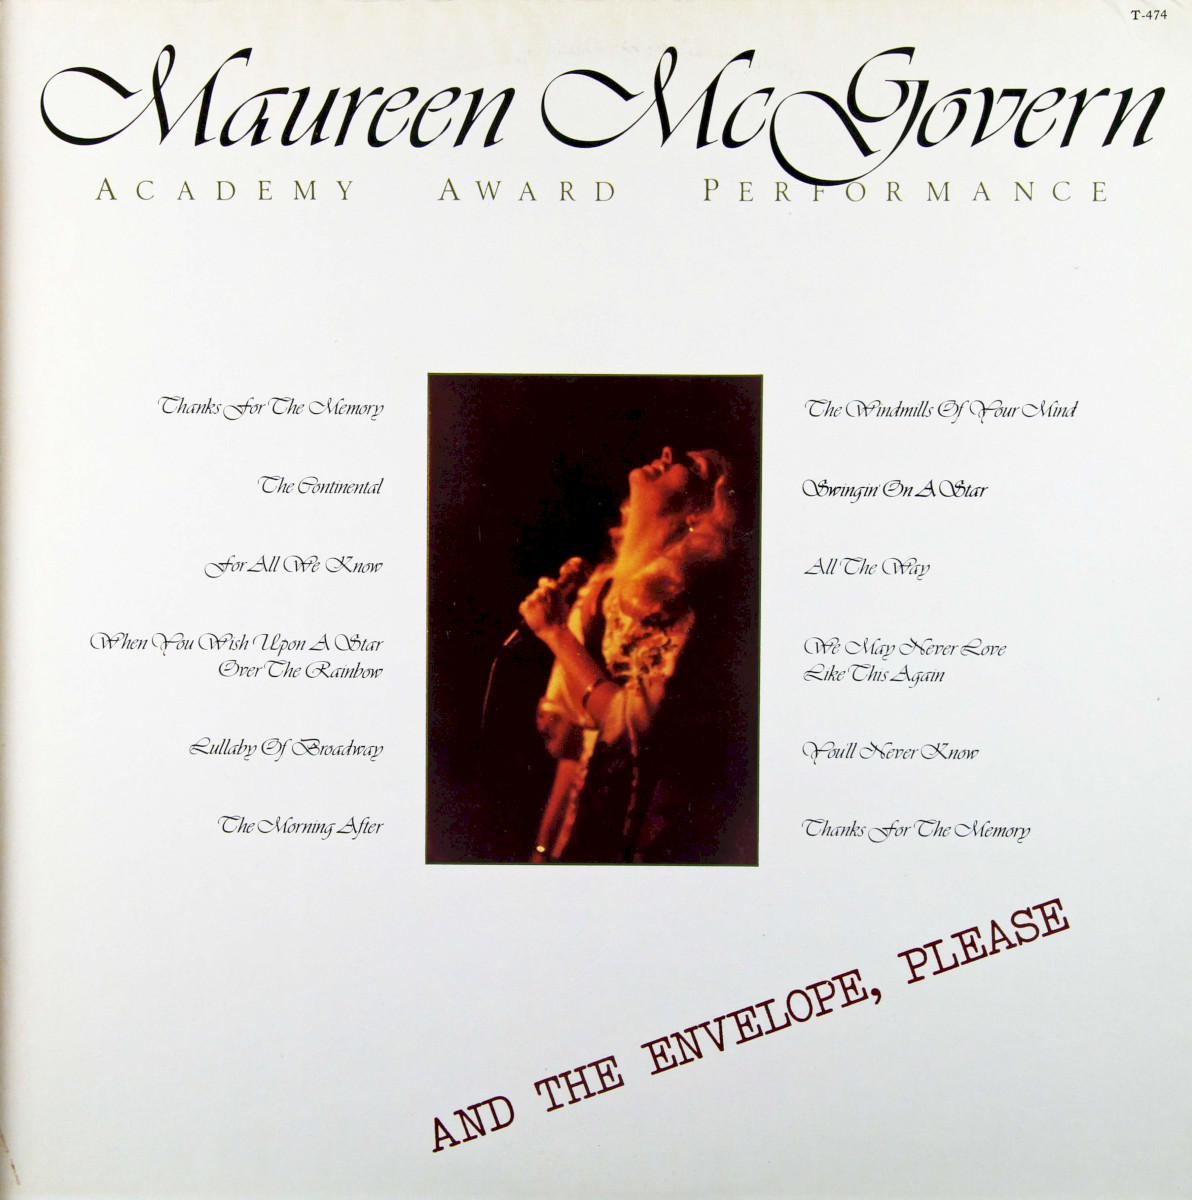 T-474
Maureen McGovern
ACADEMY AWARD PERFORMANCE
Thanks For The Memory
The Continental
For All We Know
When You Wish Upon A Star
Over The Rainbow
Lullaby Of Broadway
The Morning After
The Windmills Of Your Mind
Swingin' On A Star
All The Way
We May Never Love
Like This Again
You'll Never Know
Thanks For The Memory
AND THE ENVELOPE, PLEASE